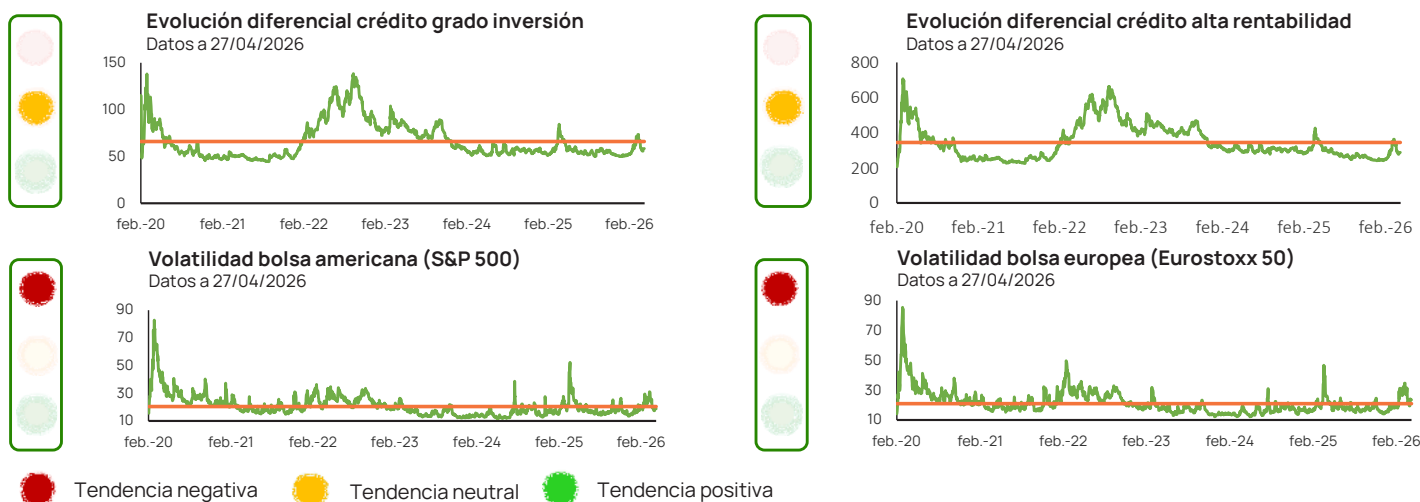 Evolución diferencial crédito grado inversión
Datos a 27/04/2026
150
100
50
0
feb.-20 feb.-21 feb.-22 feb.-23 feb.-24 feb.-25 feb.-26
Evolución diferencial crédito alta rentabilidad
Datos a 27/04/2026
800
600
400
200
0
feb.-20 feb.-21 feb.-22 feb.-23 feb.-24 feb.-25 feb.-26
Volatilidad bolsa americana (S&P 500)
Datos a 27/04/2026
90
70
50
30
10
feb.-20 feb.-21 feb.-22 feb.-23 feb.-24 feb.-25 feb.-26
Volatilidad bolsa europea (Eurostoxx 50)
Datos a 27/04/2026
90
70
50
30
10
feb.-20 feb.-21 feb.-22 feb.-23 feb.-24 feb.-25 feb.-26
Tendencia negativa Tendencia neutral Tendencia positiva